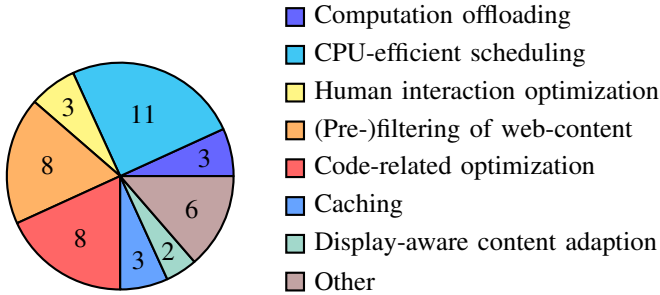 Computation offloading
CPU-efficient scheduling
Human interaction optimization
(Pre-)filtering of web-content
Code-related optimization
Caching
Display-aware content adaption
Other
3
11
3
8
8
3
2
6